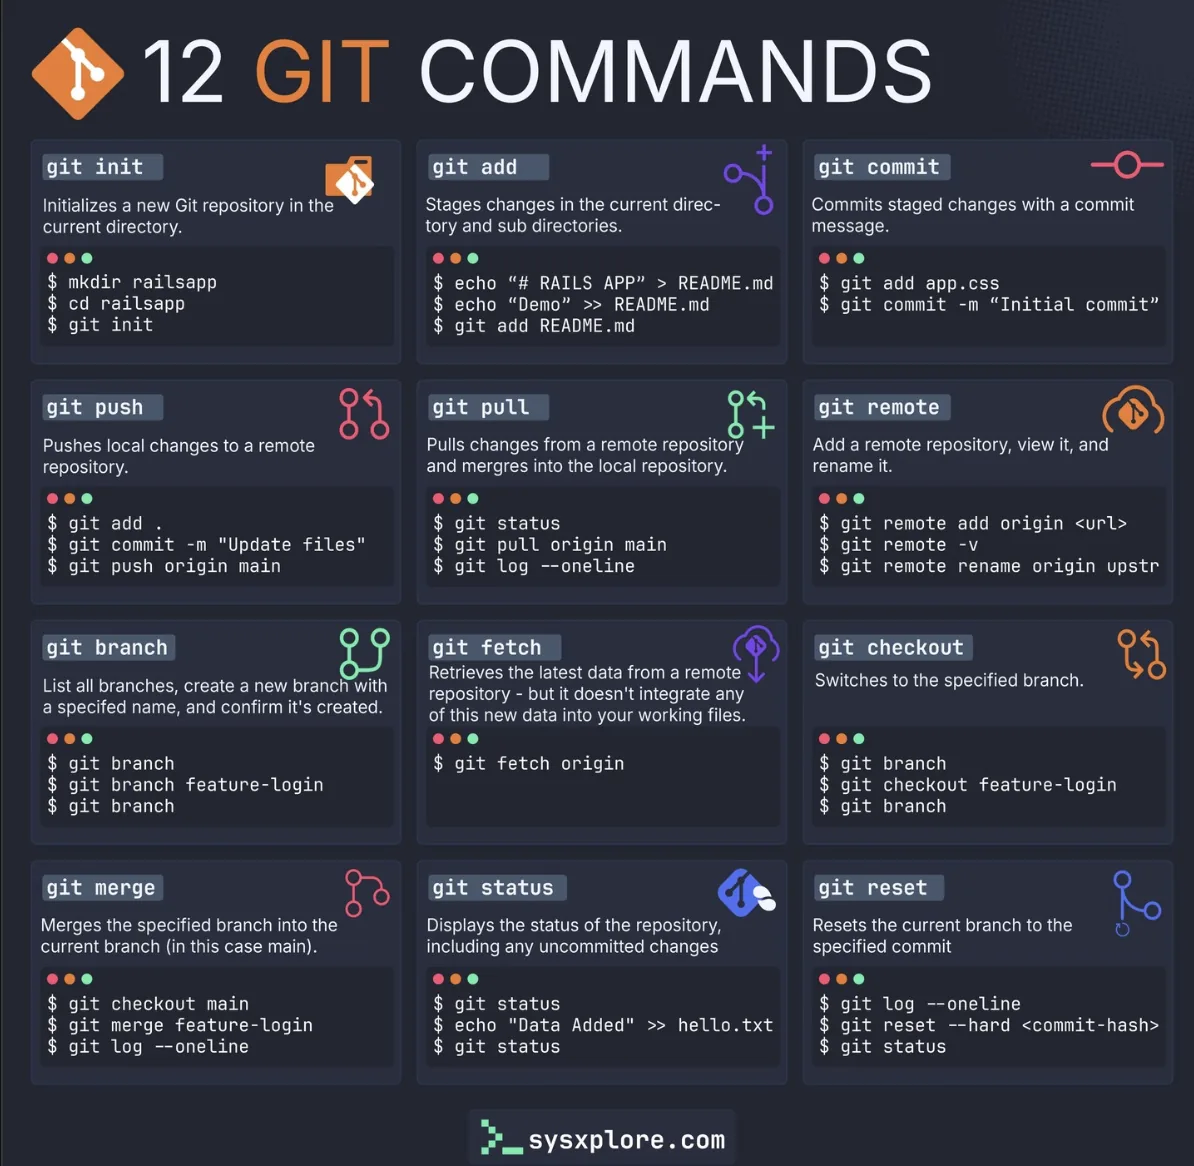 12 GIT COMMANDS
git init
Initializes a new Git repository in the
current directory.
$ mkdir railsapp
$ cd railsapp
$ git init
git add
Stages changes in the current direc-
tory and sub directories.
$ echo “# RAILS APP” > README.md
$ echo “Demo” >> README.md
$ git add README.md
git commit
Commits staged changes with a commit
message.
$ git add app.css
$ git commit -m “Initial commit”
git push
Pushes local changes to a remote
repository.
$ git add .
$ git commit -m "Update files"
$ git push origin main
git pull
Pulls changes from a remote repository
and mergres into the local repository.
$ git status
$ git pull origin main
$ git log --oneline
git remote
Add a remote repository, view it, and
rename it.
$ git remote add origin <url>
$ git remote -v
$ git remote rename origin upstr
git branch
List all branches, create a new branch with
a specifed name, and confirm it's created.
$ git branch
$ git branch feature-login
$ git branch
git fetch
Retrieves the latest data from a remote
repository - but it doesn't integrate any
of this new data into your working files.
$ git fetch origin
git checkout
Switches to the specified branch.
$ git branch
$ git checkout feature-login
$ git branch
git merge
Merges the specified branch into the
current branch (in this case main).
$ git checkout main
$ git merge feature-login
$ git log --oneline
git status
Displays the status of the repository,
including any uncommitted changes
$ git status
$ echo "Data Added" >> hello.txt
$ git status
git reset
Resets the current branch to the
specified commit
$ git log --oneline
$ git reset --hard <commit-hash>
$ git status
sysxplore.com